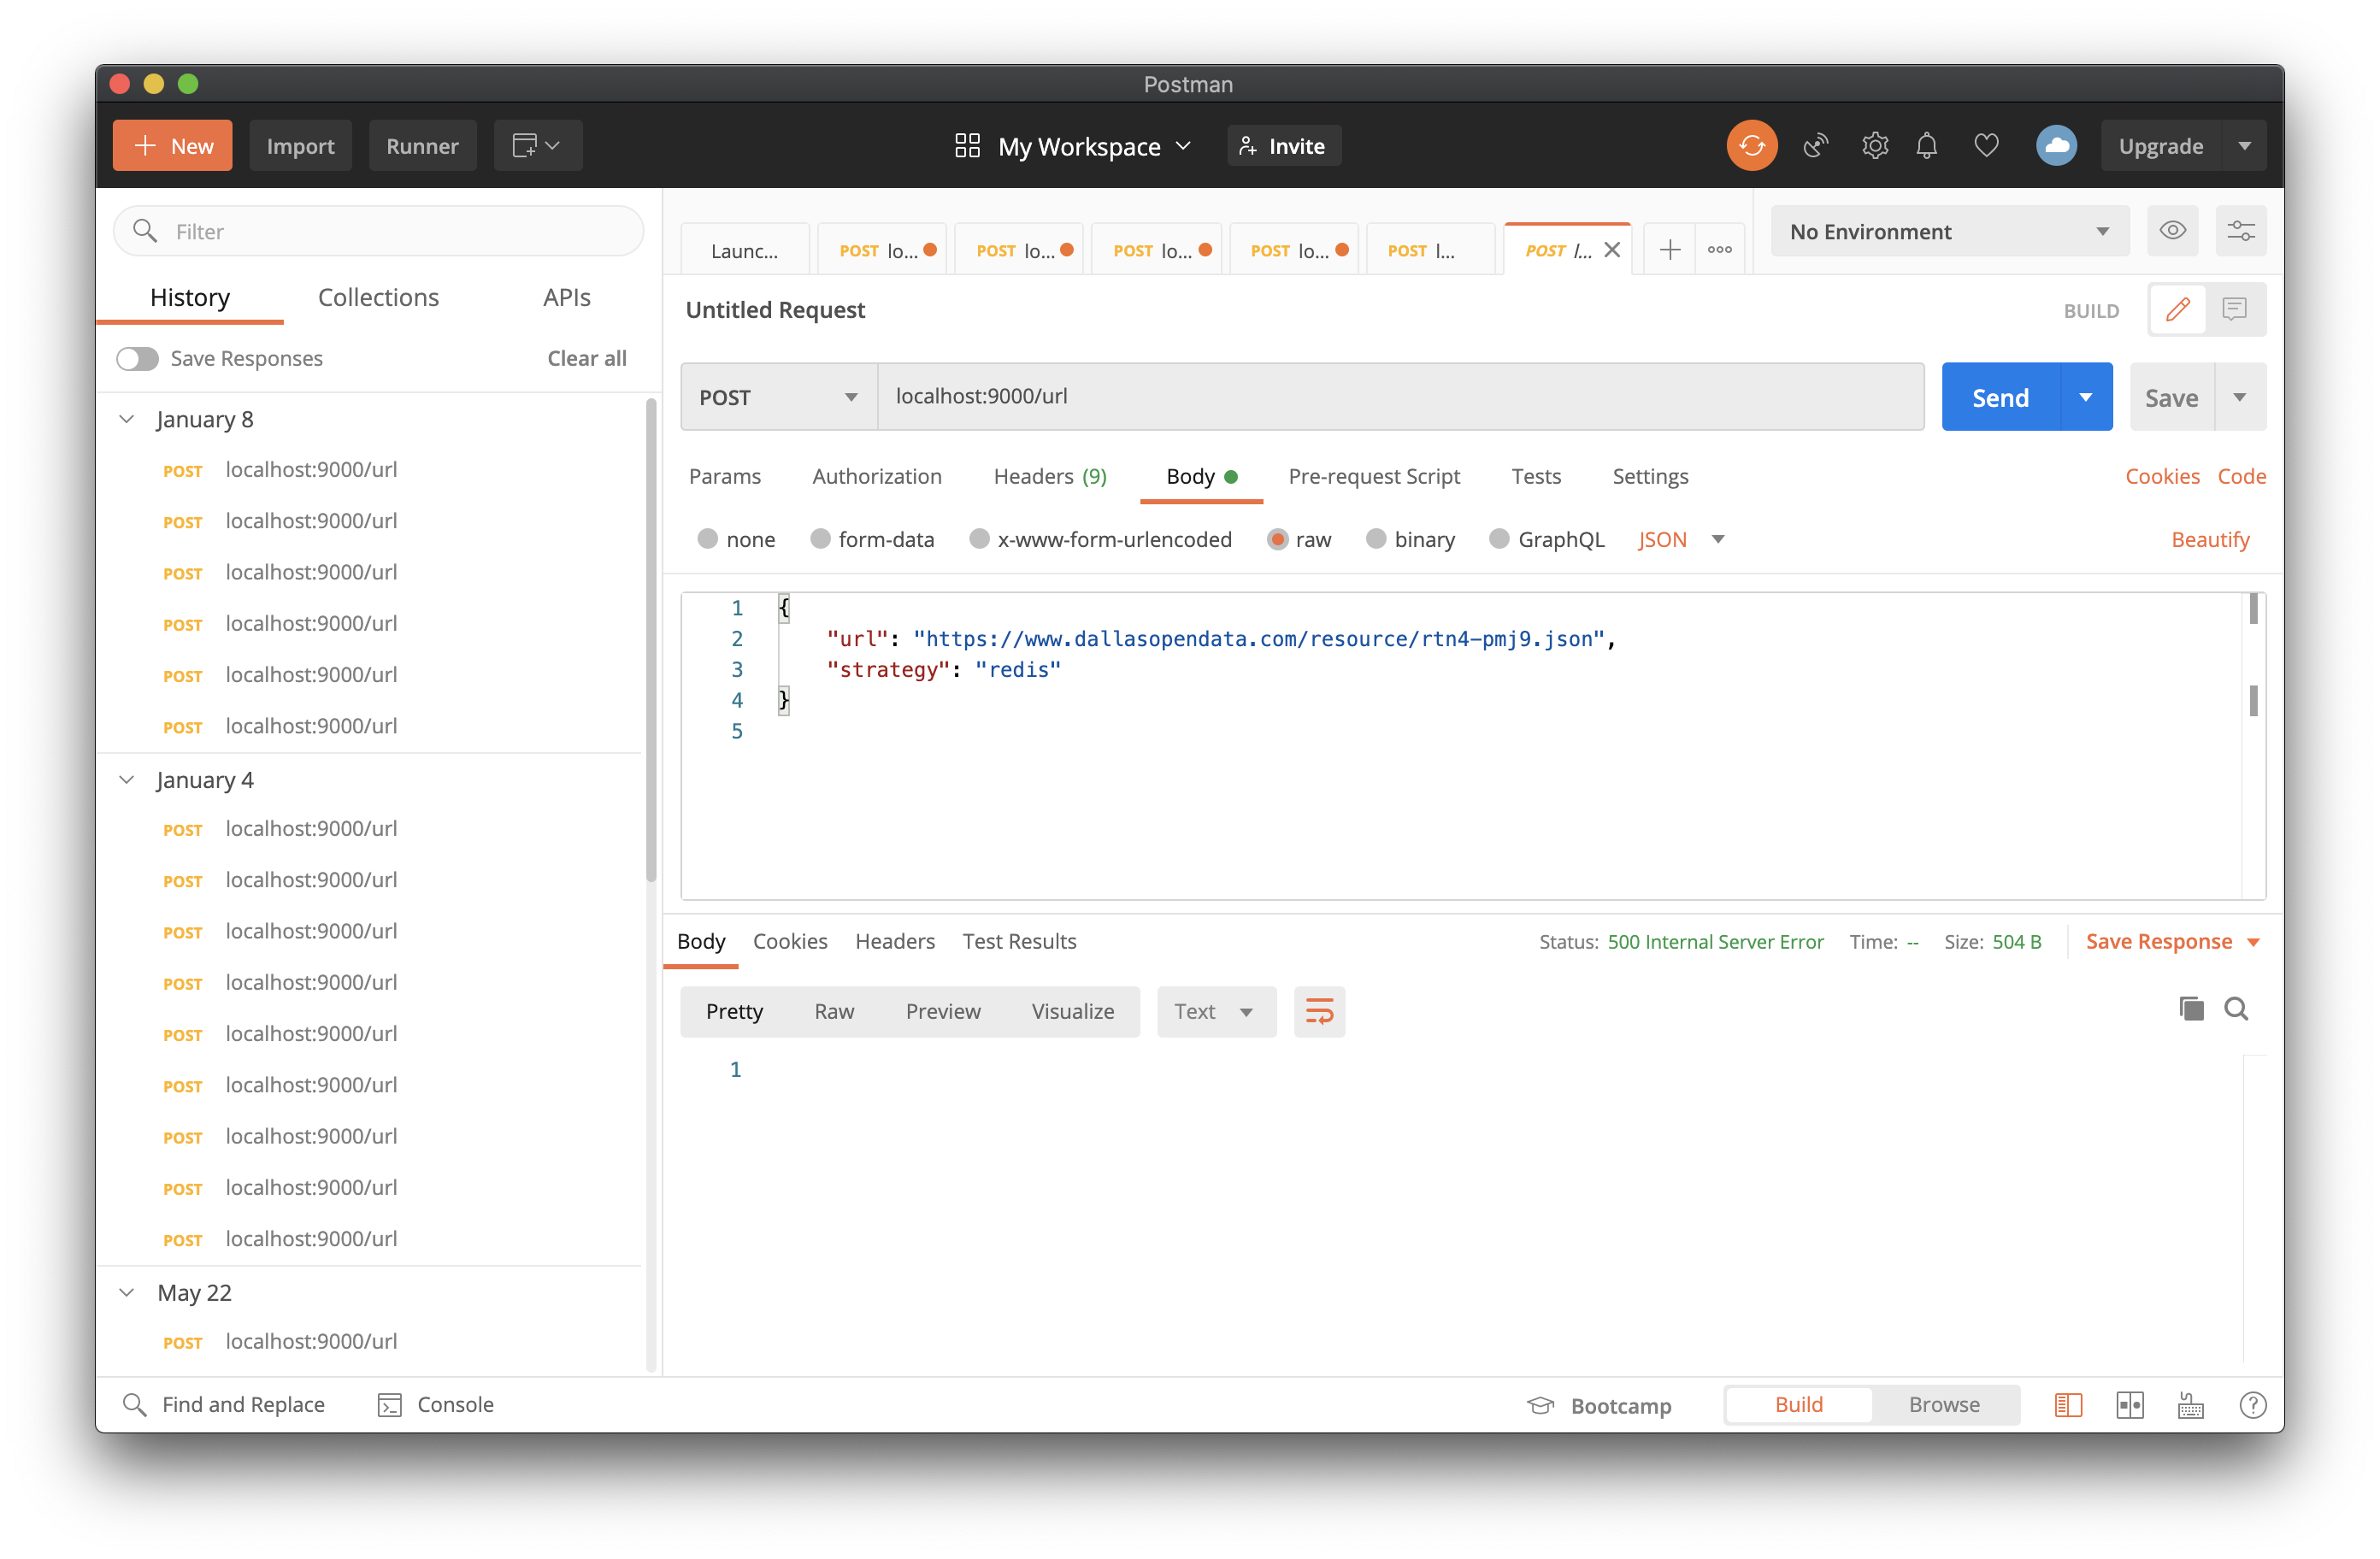 Postman
New Import Runner My Workspace Invite Upgrade
Filter
History Collections APIs
Save Responses Clear all
January 8
POST localhost:9000/url
POST localhost:9000/url
POST localhost:9000/url
POST localhost:9000/url
POST localhost:9000/url
POST localhost:9000/url
January 4
POST localhost:9000/url
POST localhost:9000/url
POST localhost:9000/url
POST localhost:9000/url
POST localhost:9000/url
POST localhost:9000/url
POST localhost:9000/url
POST localhost:9000/url
POST localhost:9000/url
May 22
POST localhost:9000/url
Launc... POST lo... POST lo... POST lo... POST lo... POST l... POST l...
No Environment
Untitled Request BUILD
POST localhost:9000/url Send Save
Params Authorization Headers (9) Body Pre-request Script Tests Settings Cookies Code
none form-data x-www-form-urlencoded raw binary GraphQL JSON Beautify
1 {
2 "url": "https://www.dallasopendata.com/resource/rtn4-pmj9.json",
3 "strategy": "redis"
4 }
5
Body Cookies Headers Test Results Status: 500 Internal Server Error Time: -- Size: 504 B Save Response
Pretty Raw Preview Visualize Text
1
Find and Replace Console Bootcamp Build Browse